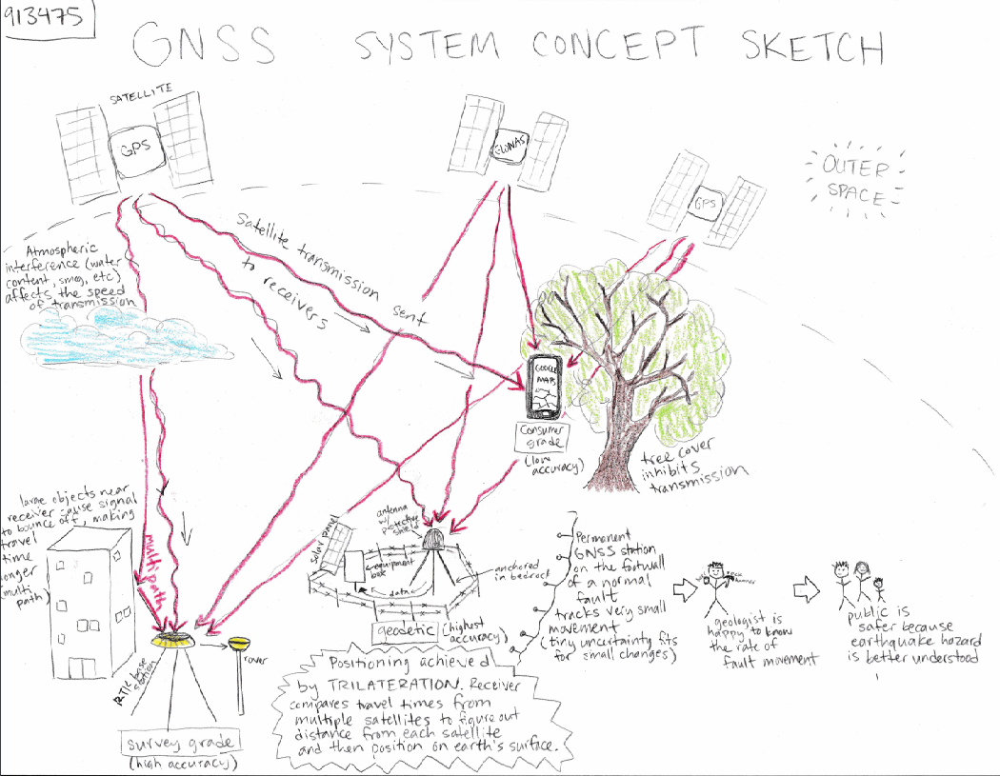 913475
GNSS SYSTEM CONCEPT SKETCH
SATELLITE
GPS
GLONAS
GPS
OUTER
SPACE
Satellite transmission sent
to receivers
Atmospheric
interference (water
content, smog, etc)
affects the speed
of transmission
GOOGLE
MAPS
consumer
grade
(low
accuracy)
tree cover
inhibits
transmission
large objects near
receiver cause signal
to bounce off, making
travel
time
longer
(multi
path)
multipath
RTK base
station
rover
survey grade
(high accuracy)
solar panel
antenna
w/
protective
shield
equipment
box
data
anchored
in bedrock
geodetic (highest
accuracy)
Permanent
GNSS station
on the footwall
of a normal
fault
tracks very small
movement
(tiny uncertainty fits
for small changes)
rock
hammer
geologist is
happy to know
the rate of
fault movement
public is
safer because
earthquake hazard
is better understood
Positioning achieved
by TRILATERATION. Receiver
compares travel times from
multiple satellites to figure out
distance from each satellite
and then position on earth's surface.